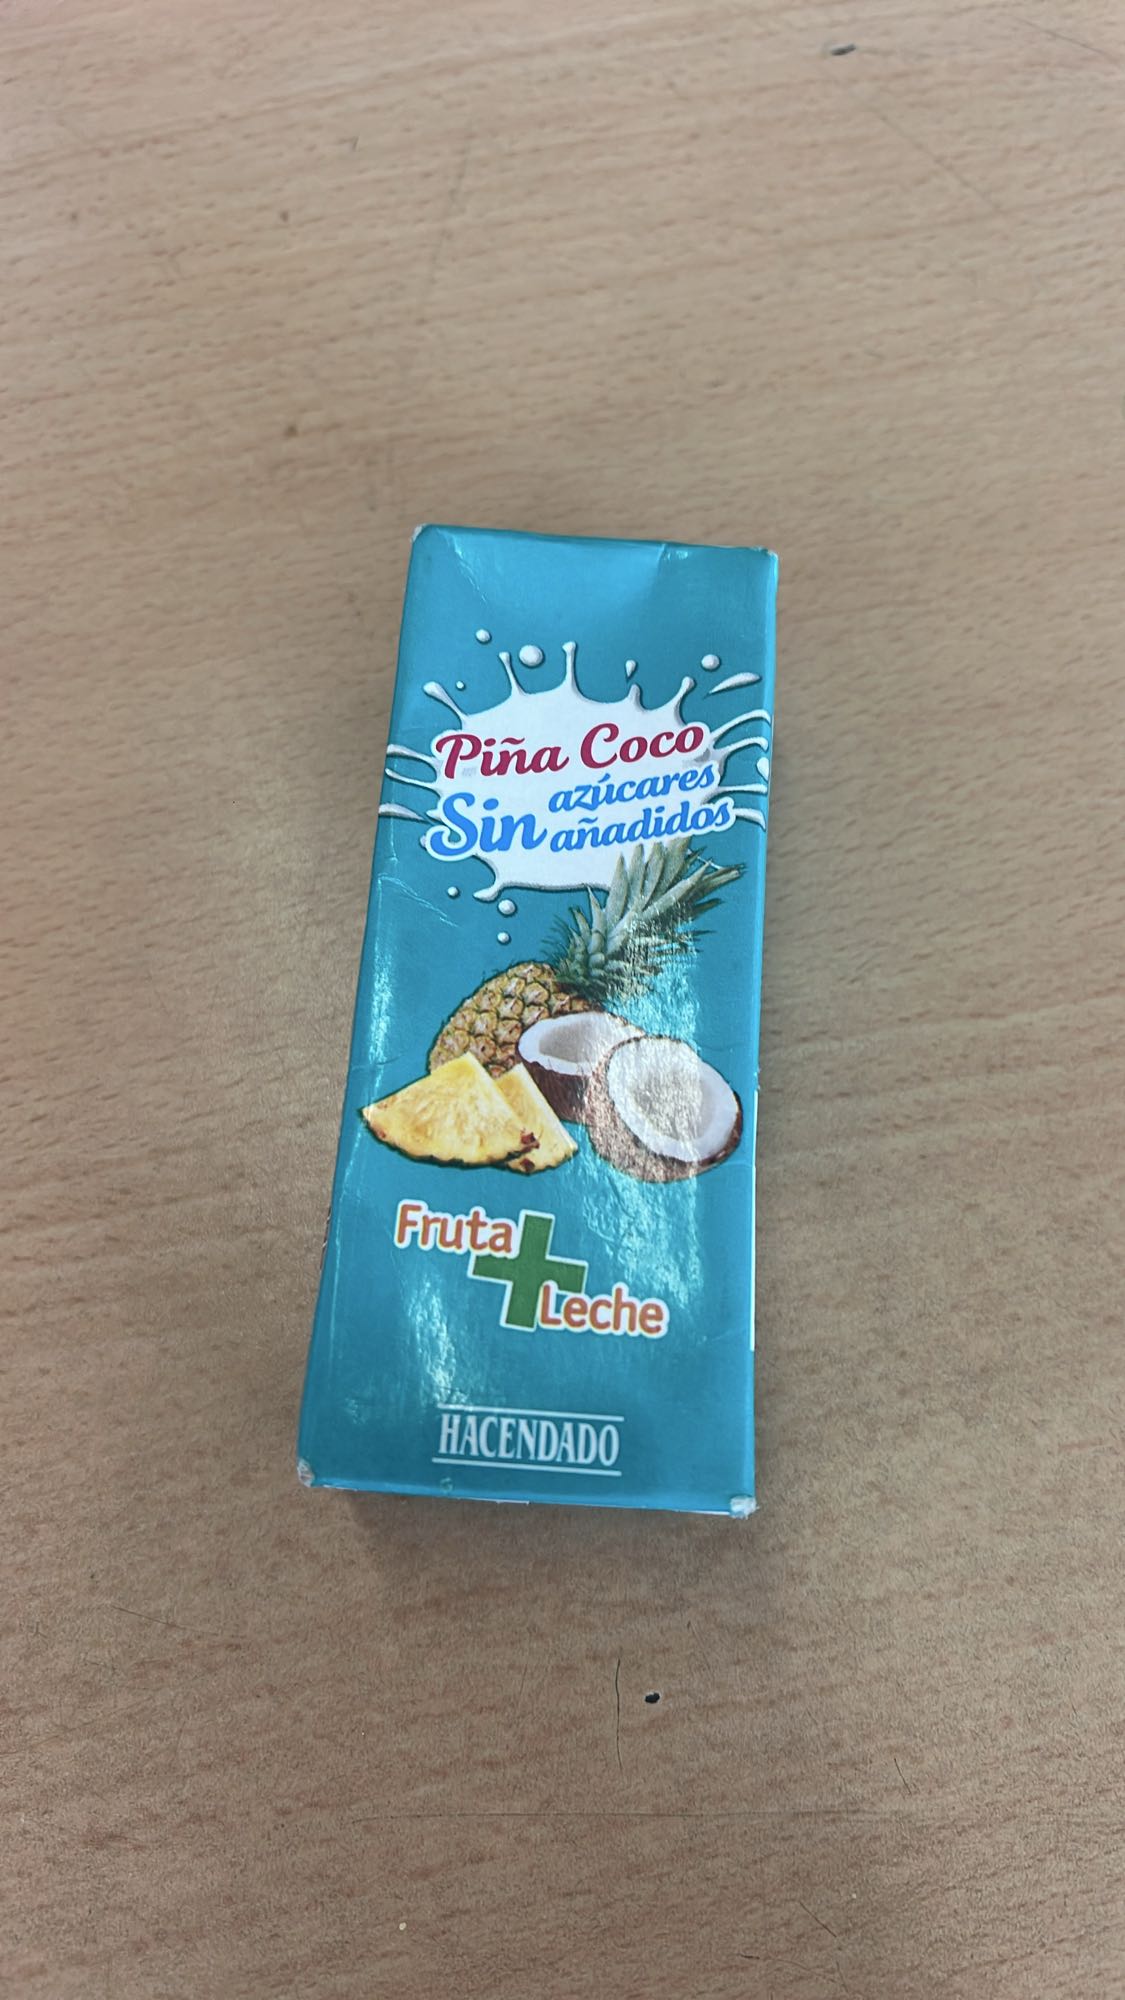 Piña Coco
Sin azúcares
añadidos
Fruta
Leche
HACENDADO